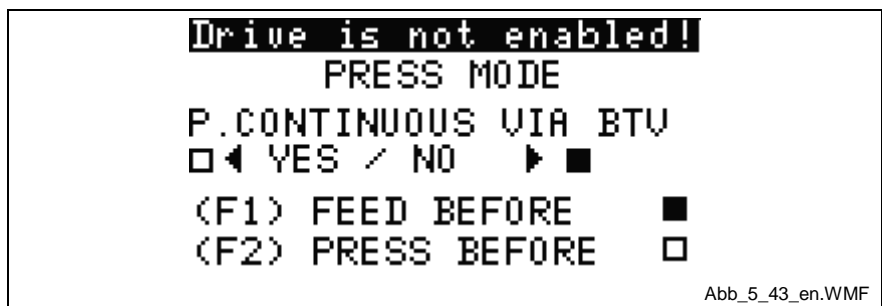 Drive is not enabled!
PRESS MODE
P.CONTINUOUS VIA BTV
□◀ YES / NO ▶ ■
(F1) FEED BEFORE ■
(F2) PRESS BEFORE □
Abb_5_43_en.WMF